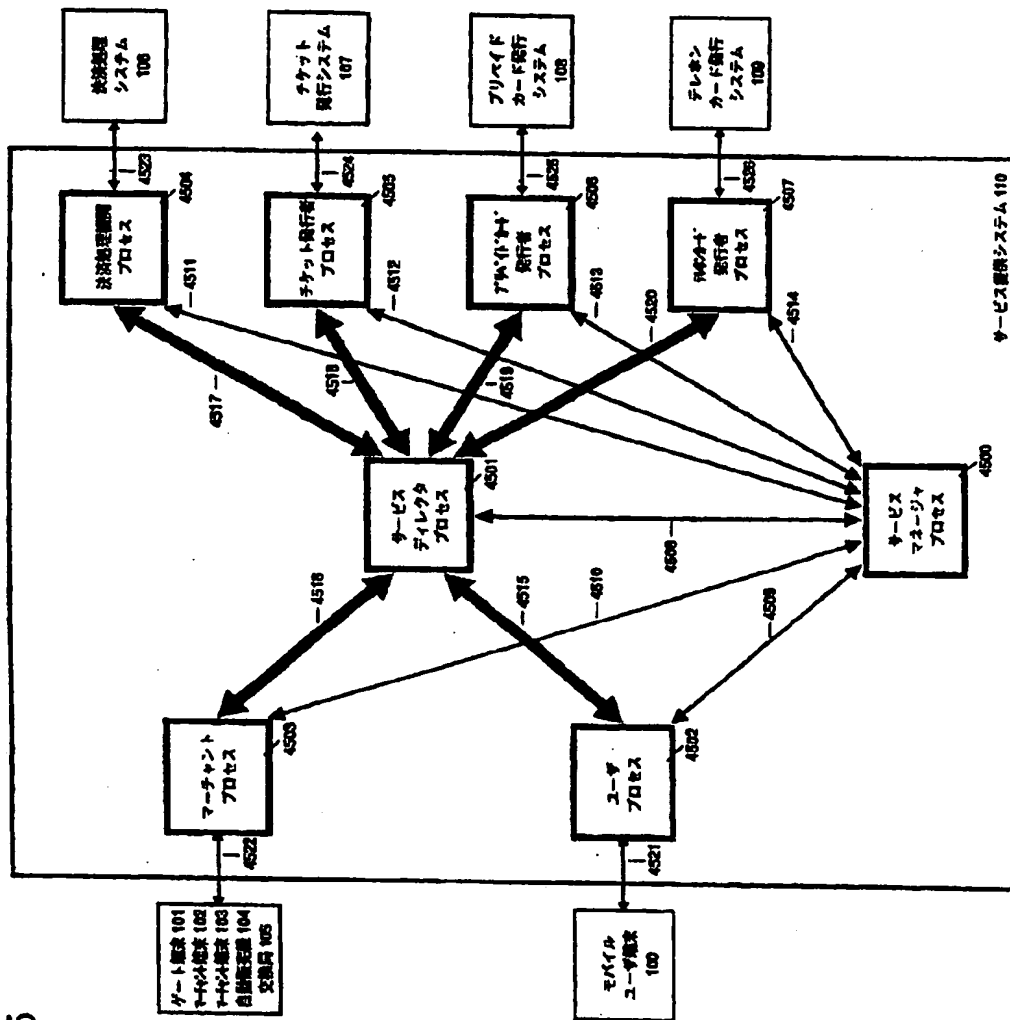 決済処理
システム
106
チケット
発行システム
107
プリペイド
カード発行
システム
108
テレホン
カード発行
システム
109
4523
4504
4524
4505
4525
4506
4526
4507
決済処理機関
プロセス
チケット発行者
プロセス
プリペイドカード
発行者
プロセス
発行者
プロセス
4511
4512
4513
4520
4514
4517
4518
4519
サービス提供システム 110
サービス
ディレクタ
プロセス
4501
サービス
マネージャ
プロセス
4500
4508
4516
4515
4510
4509
マーチャント
プロセス
4503
ユーザ
プロセス
4502
4522
4521
ゲート端末 101
マーチャント端末 102
マーチャント端末 103
自動販売機 104
交換局 105
モバイル
ユーザ端末
100